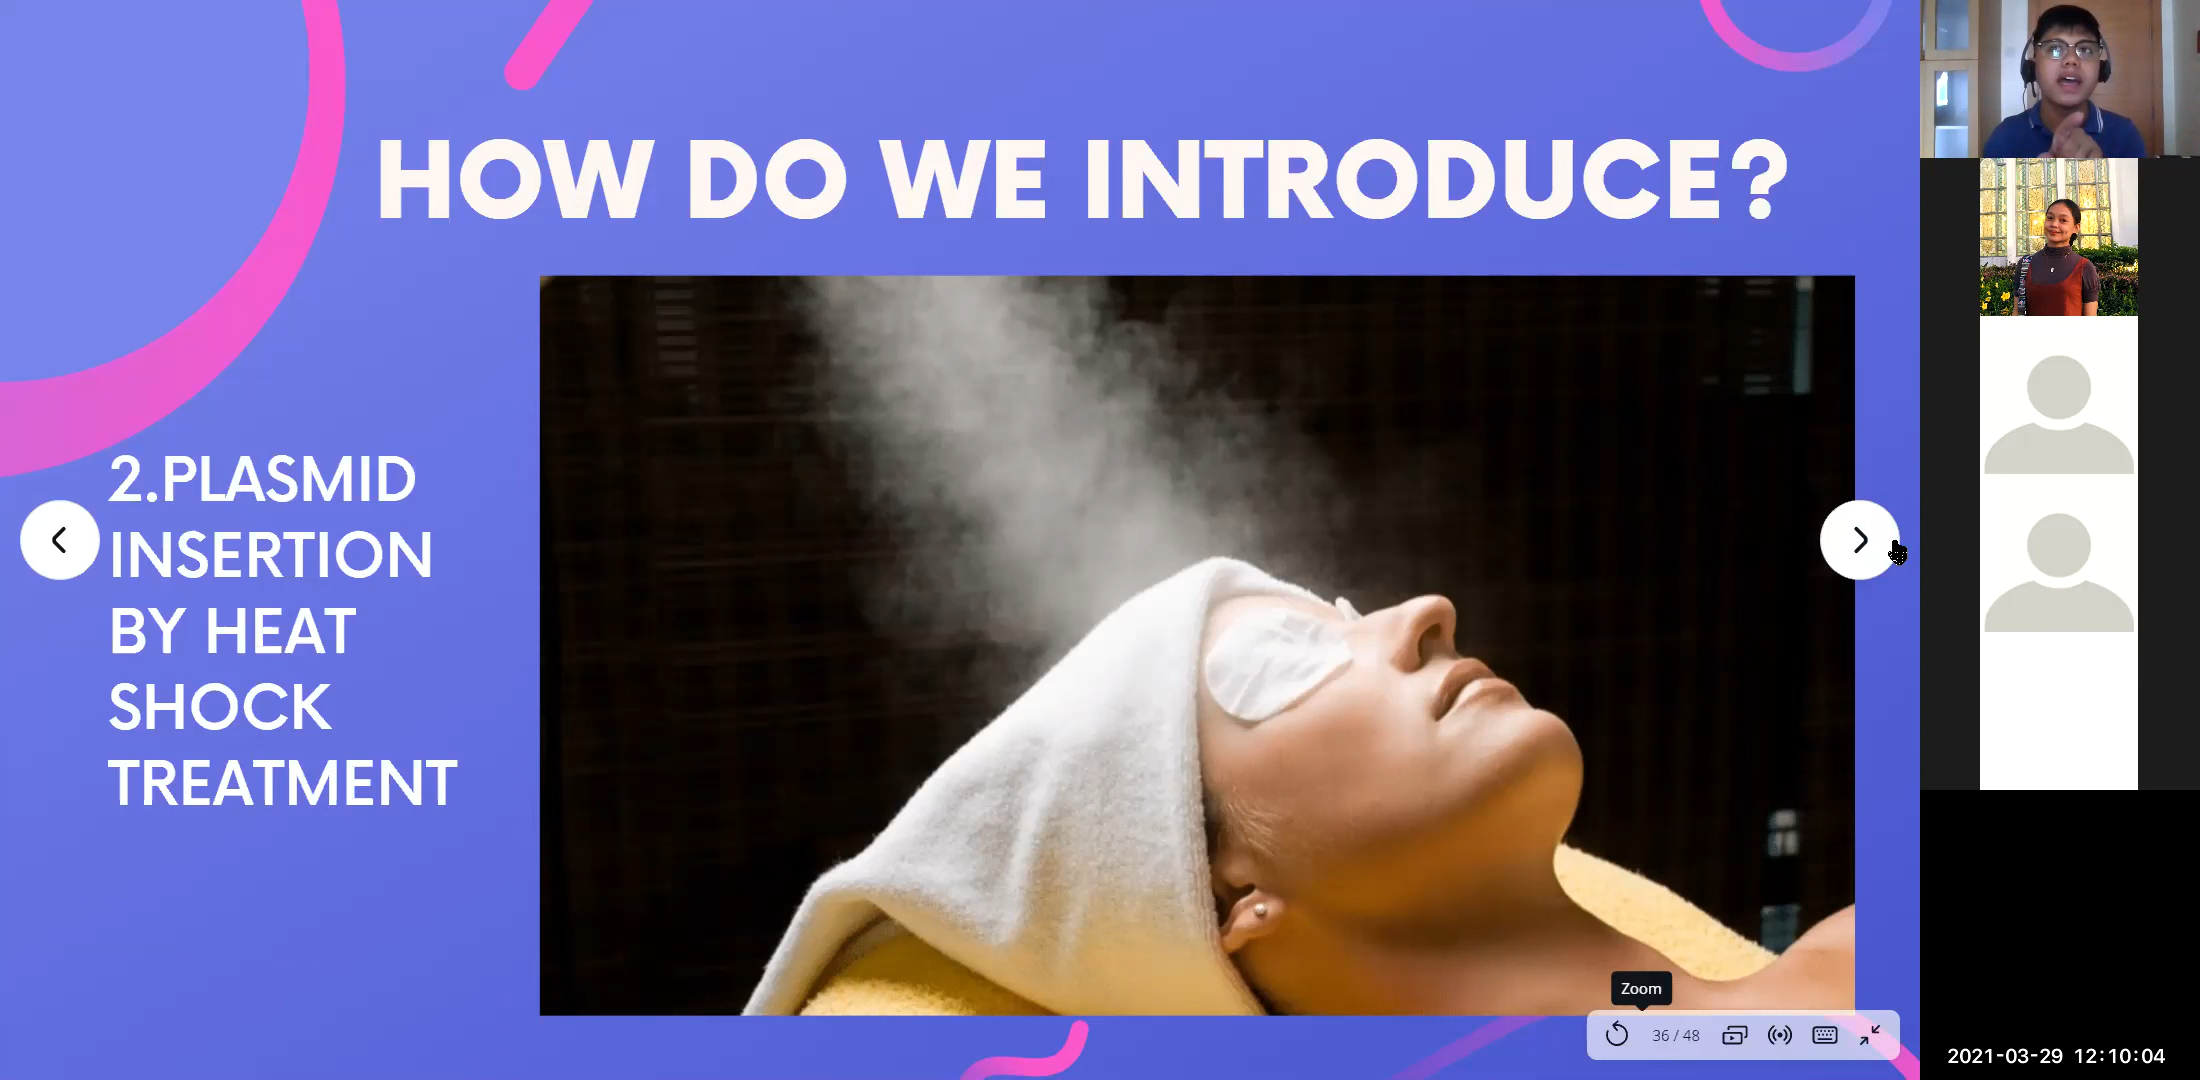 HOW DO WE INTRODUCE?
2.PLASMID
INSERTION
BY HEAT
SHOCK
TREATMENT
Zoom
36 / 48
2021-03-29 12:10:04